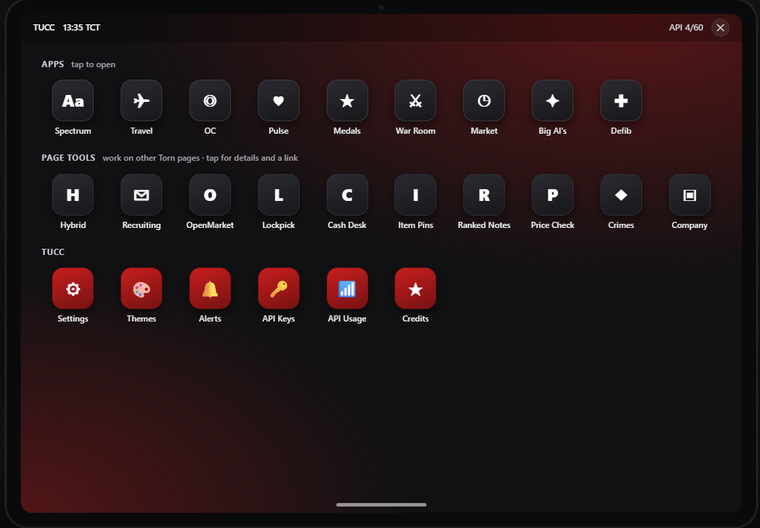 TUCC 13:35 TCT API 4/60
APPS tap to open
Aa
Spectrum Travel OC Pulse Medals War Room Market Big Al's Defib
PAGE TOOLS work on other Torn pages · tap for details and a link
H O L C I R P
Hybrid Recruiting OpenMarket Lockpick Cash Desk Item Pins Ranked Notes Price Check Crimes Company
TUCC
Settings Themes Alerts API Keys API Usage Credits